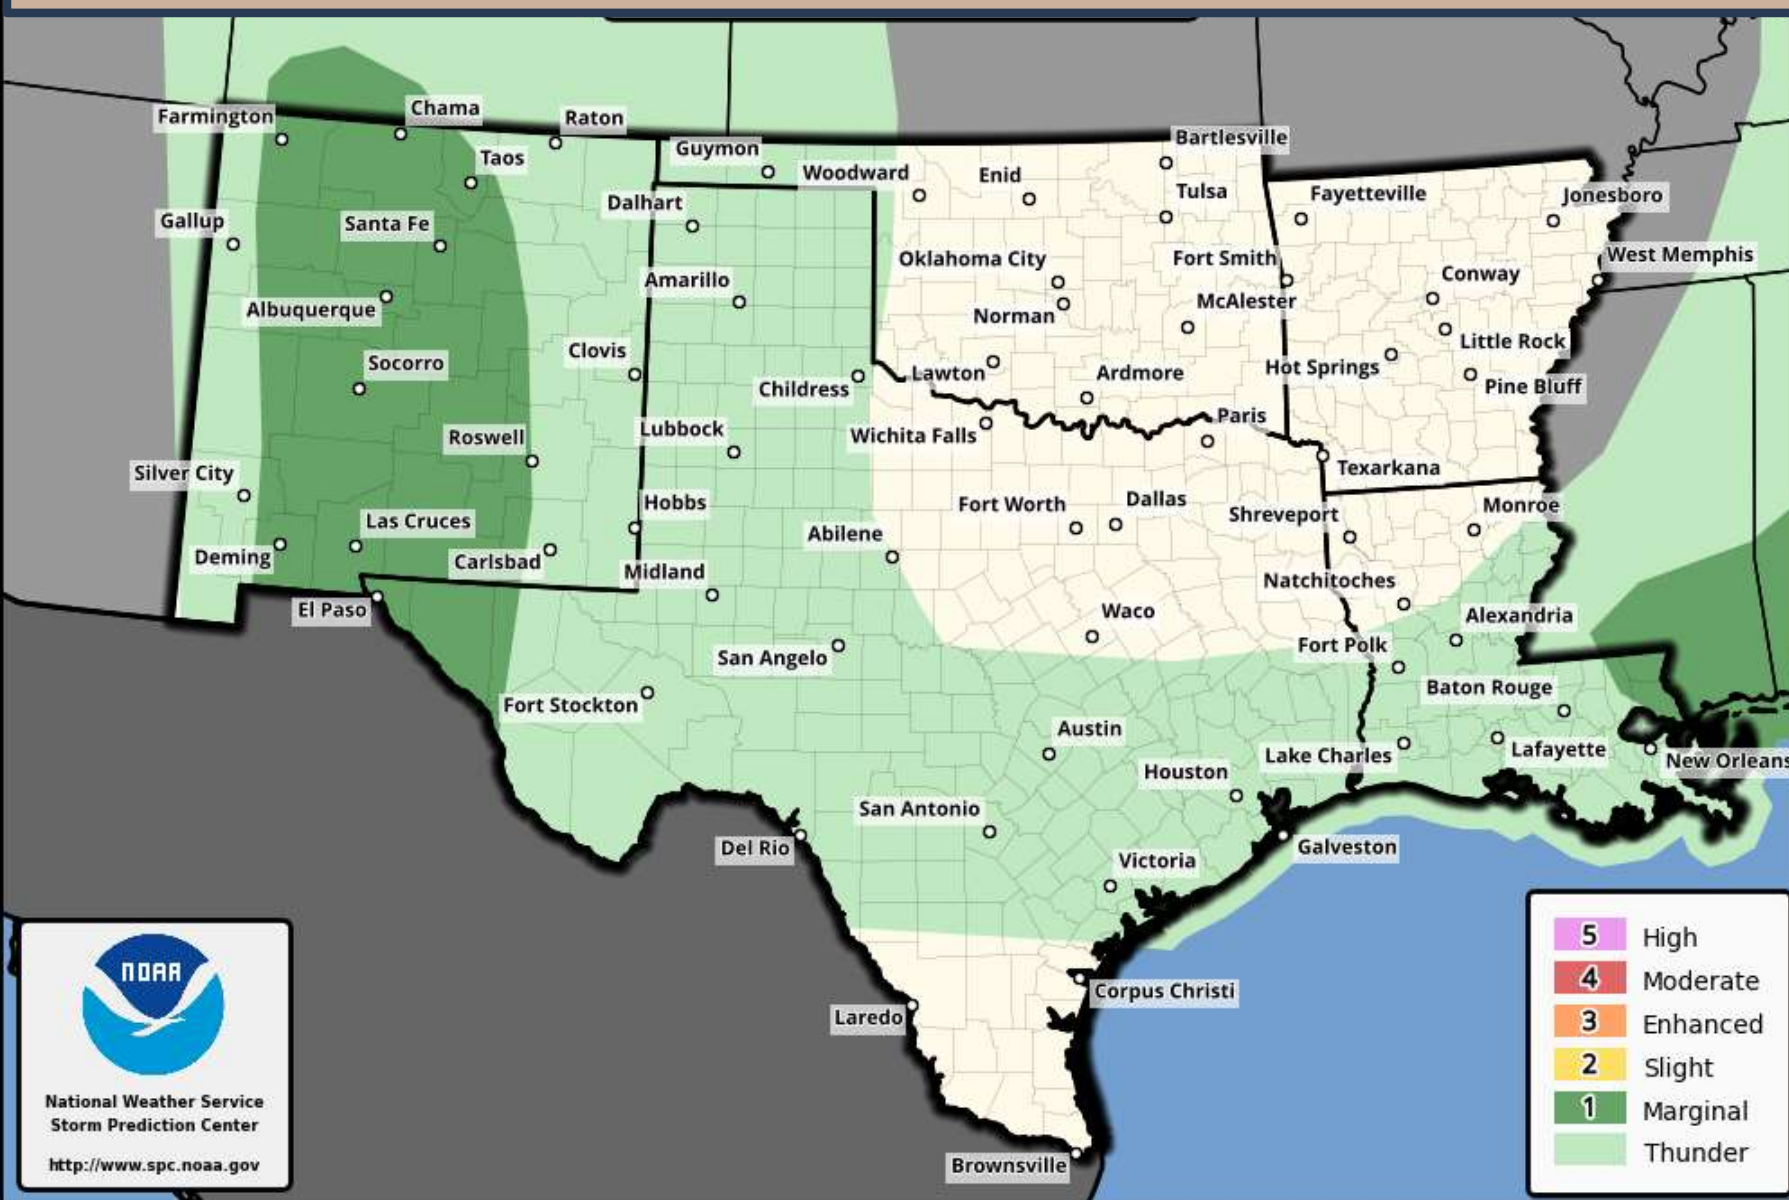 Farmington
Chama
Raton
Taos
Guymon
Woodward
Enid
Bartlesville
Tulsa
Fayetteville
Jonesboro
Gallup
Santa Fe
Dalhart
Oklahoma City
Fort Smith
West Memphis
Amarillo
Conway
Albuquerque
Norman
McAlester
Socorro
Clovis
Childress
Lawton
Ardmore
Hot Springs
Little Rock
Pine Bluff
Roswell
Lubbock
Wichita Falls
Paris
Silver City
Texarkana
Las Cruces
Hobbs
Abilene
Fort Worth
Dallas
Shreveport
Monroe
Deming
Carlsbad
Midland
Natchitoches
El Paso
Waco
Alexandria
San Angelo
Fort Polk
Fort Stockton
Baton Rouge
Austin
Lake Charles
Lafayette
New Orleans
Houston
San Antonio
Del Rio
Galveston
Victoria
Corpus Christi
Laredo
Brownsville
NOAA
National Weather Service
Storm Prediction Center
http://www.spc.noaa.gov
5 High
4 Moderate
3 Enhanced
2 Slight
1 Marginal
Thunder